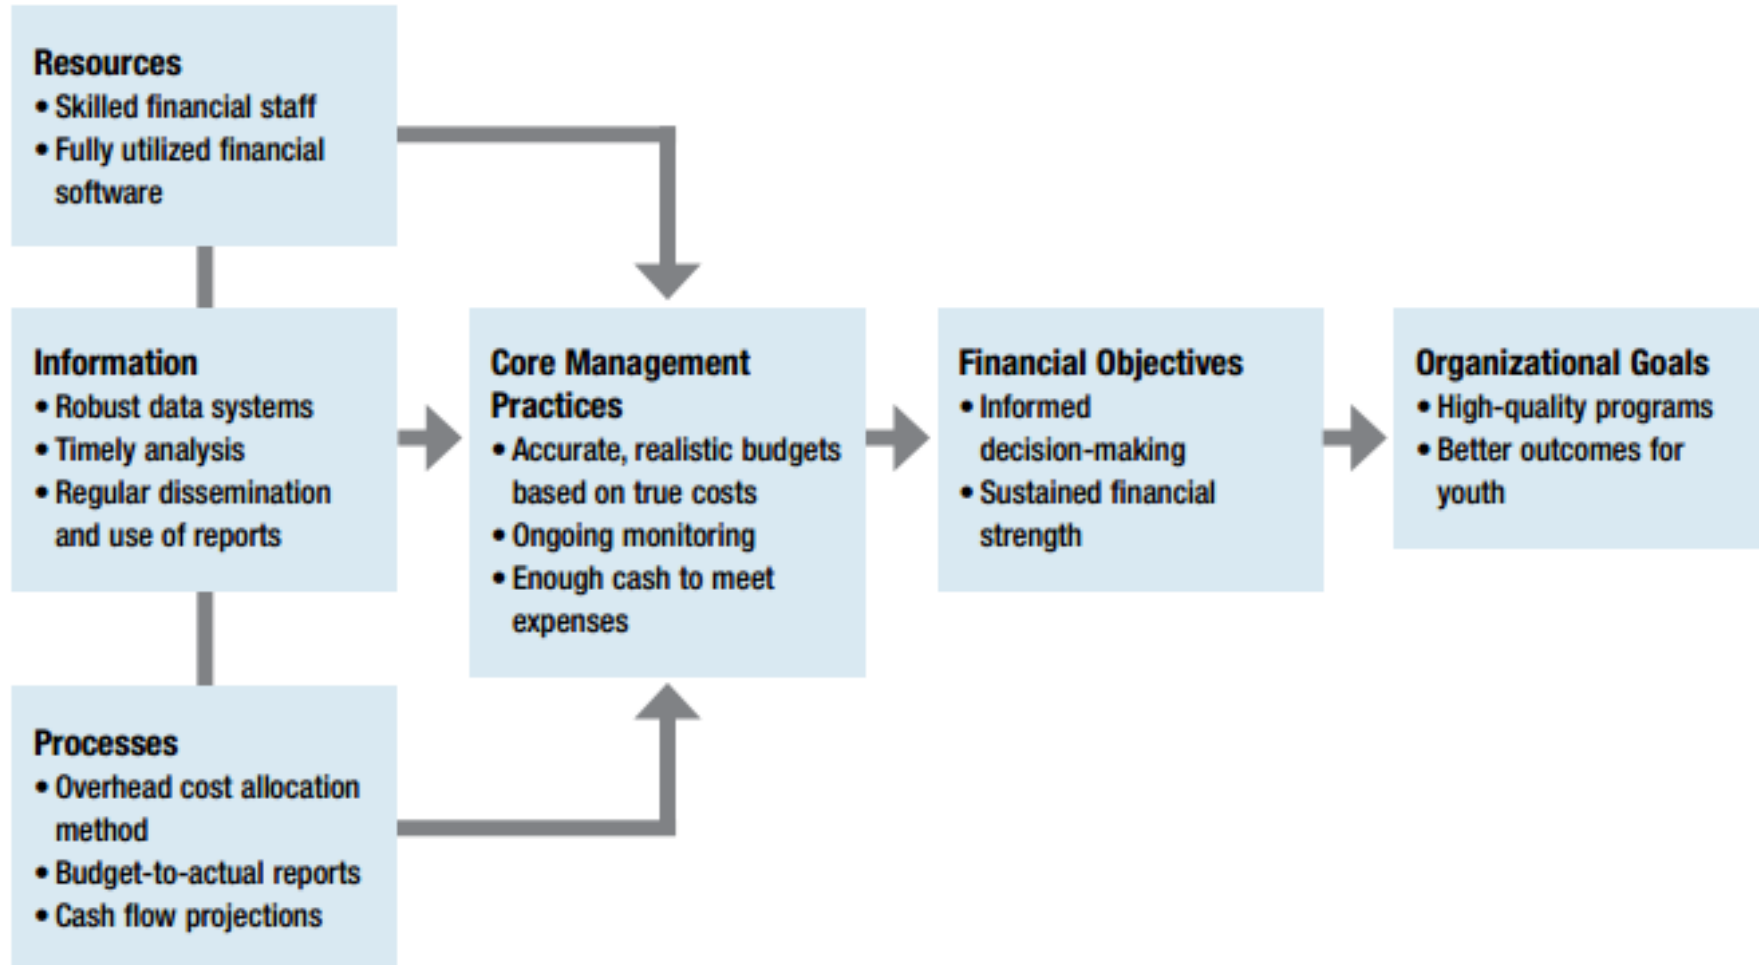 Resources
• Skilled financial staff
• Fully utilized financial
software
Information
• Robust data systems
• Timely analysis
• Regular dissemination
and use of reports
Processes
• Overhead cost allocation
method
• Budget-to-actual reports
• Cash flow projections
Core Management
Practices
• Accurate, realistic budgets
based on true costs
• Ongoing monitoring
• Enough cash to meet
expenses
Financial Objectives
• Informed
decision-making
• Sustained financial
strength
Organizational Goals
• High-quality programs
• Better outcomes for
youth